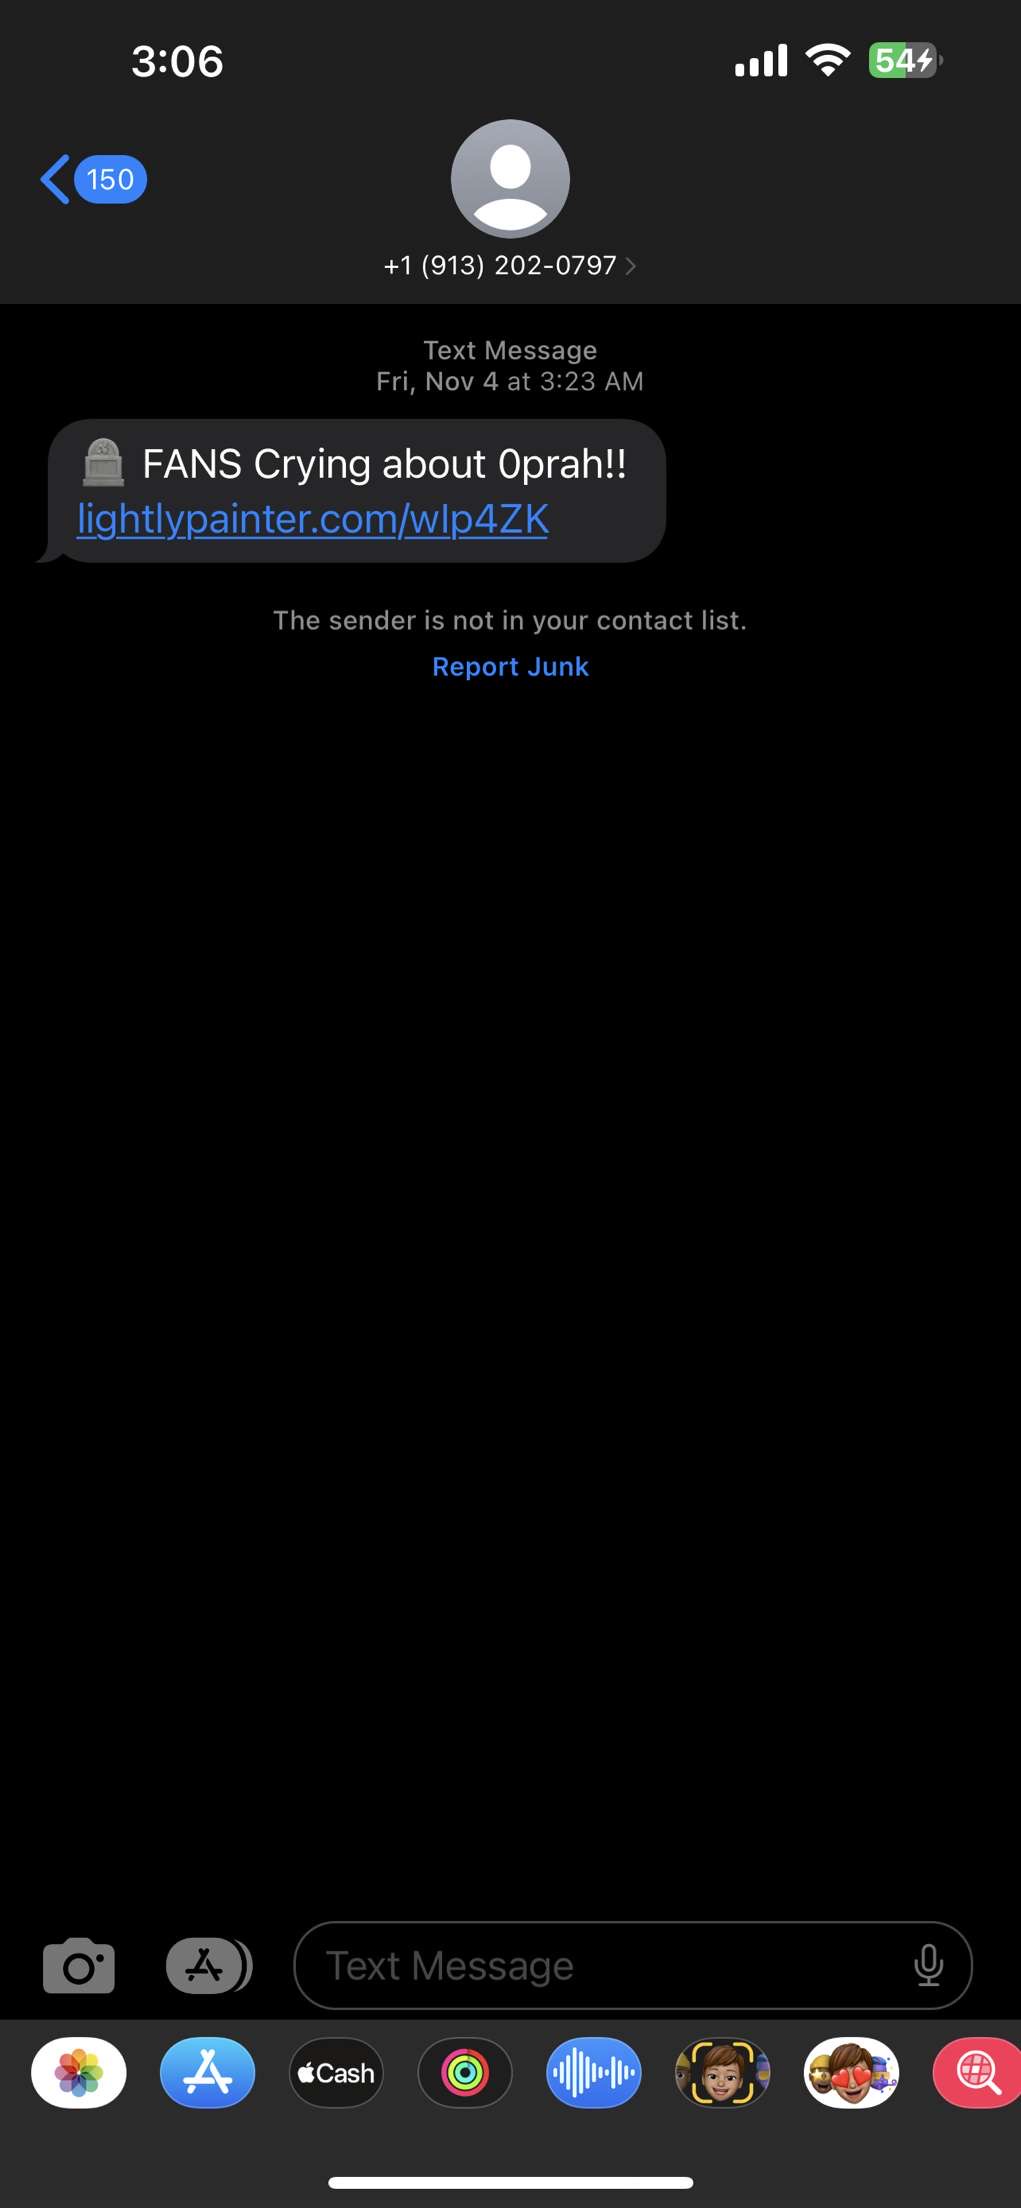 3:06
54
150
+1 (913) 202-0797
Text Message
Fri, Nov 4 at 3:23 AM
🪦 FANS Crying about 0prah!!
lightlypainter.com/wIp4ZK
The sender is not in your contact list.
Report Junk
Text Message
Cash